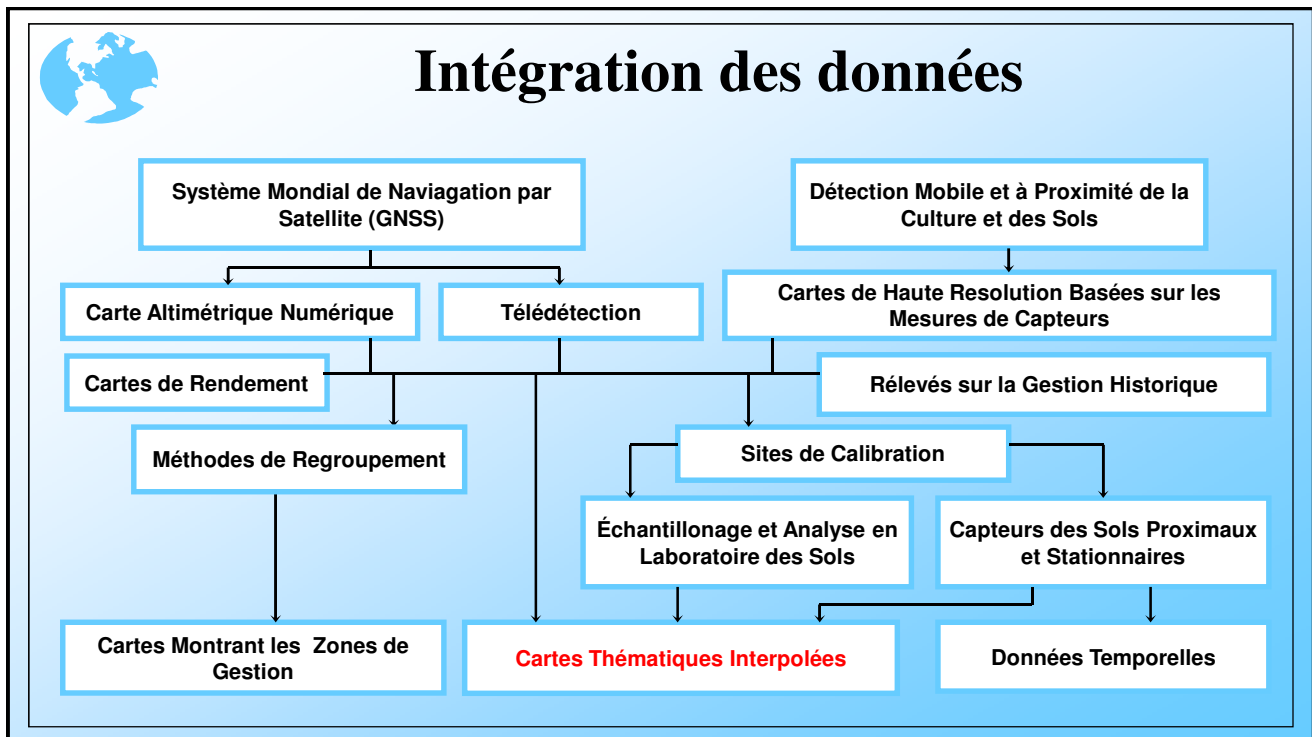 Intégration des données
Système Mondial de Naviagation par
Satellite (GNSS)
Détection Mobile et à Proximité de la
Culture et des Sols
Carte Altimétrique Numérique
Télédétection
Cartes de Haute Resolution Basées sur les
Mesures de Capteurs
Cartes de Rendement
Rélevés sur la Gestion Historique
Méthodes de Regroupement
Sites de Calibration
Échantillonage et Analyse en
Laboratoire des Sols
Capteurs des Sols Proximaux
et Stationnaires
Cartes Montrant les Zones de
Gestion
Cartes Thématiques Interpolées
Données Temporelles